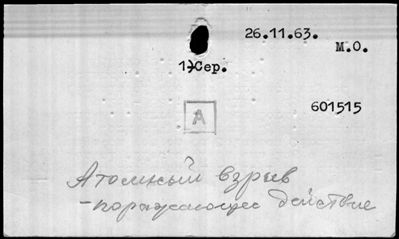 26.11.63.
М.О.
1)Сер.
601515
А
Атомный взрыв
-поражающее действие